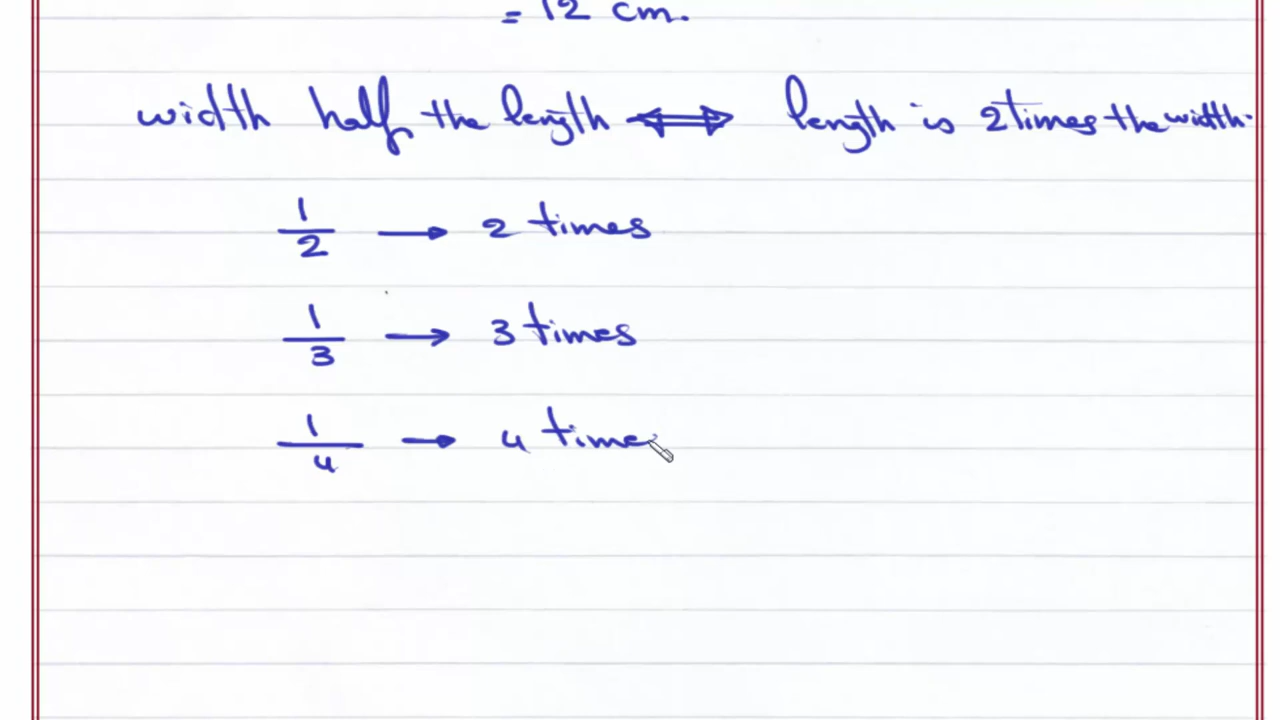 = 12 cm.
width half the length ⟺ length is 2 times the width.
1/2 → 2 times
1/3 → 3 times
1/4 → 4 time